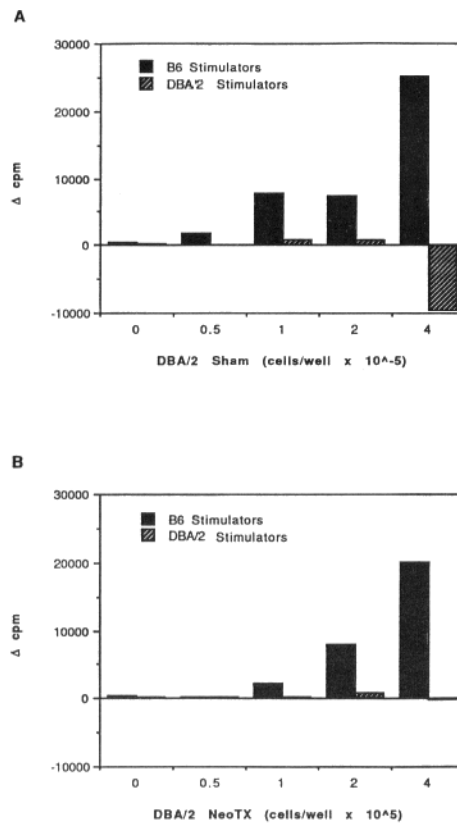 A
30000
20000
10000
0
-10000
Δ cpm
B6 Stimulators
DBA'2 Stimulators
0 0.5 1 2 4
DBA/2 Sham (cells/well x 10^-5)
B
30000
20000
10000
0
-10000
Δ cpm
B6 Stimulators
DBA/2 Stimulators
0 0.5 1 2 4
DBA/2 NeoTX (cells/well x 10^5)